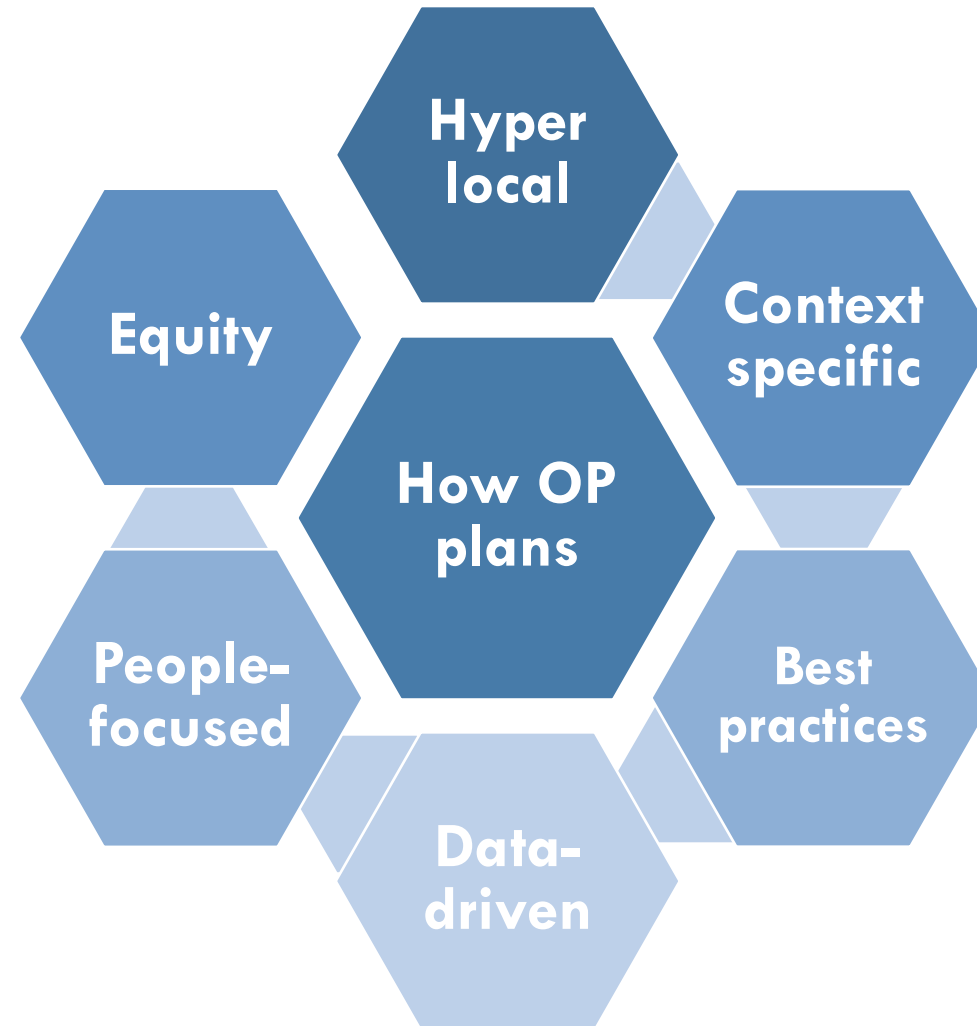 Hyper
local
Context
specific
Equity
How OP
plans
People-
focused
Best
practices
Data-
driven